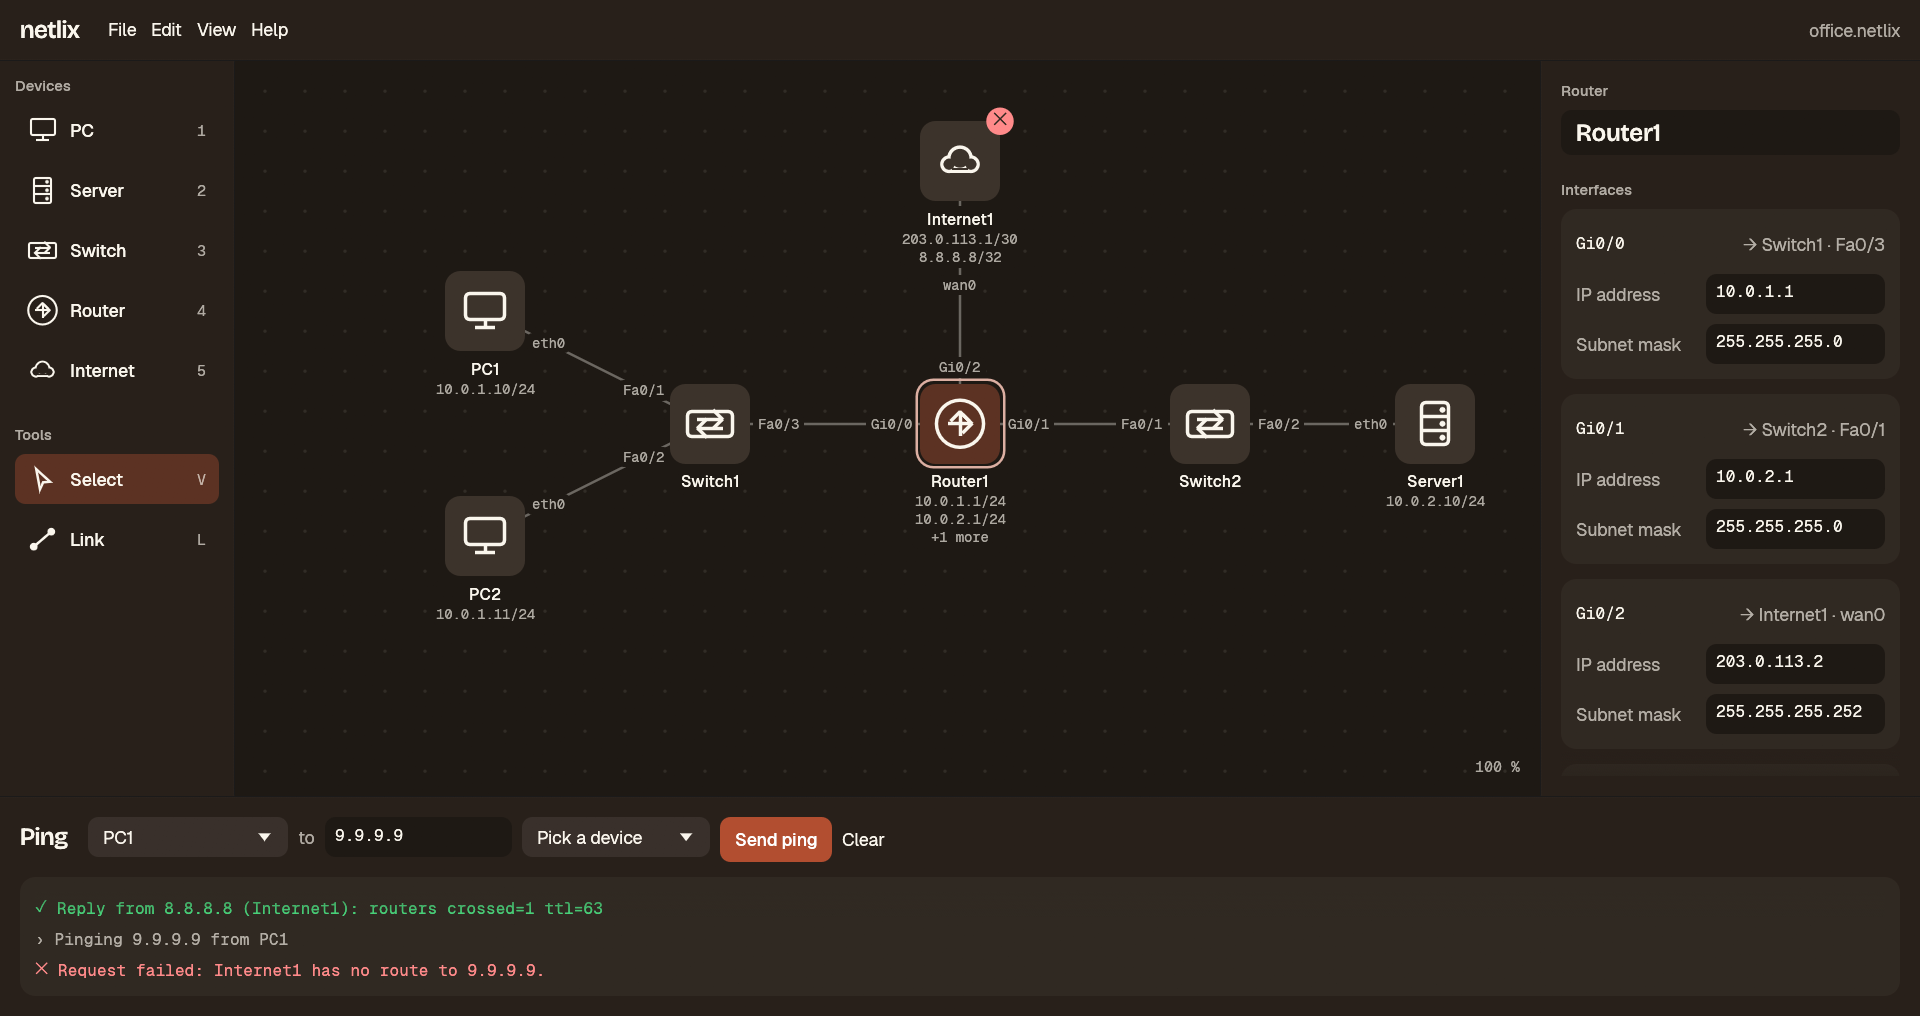 netlix File Edit View Help office.netlix
Devices
PC 1
Server 2
Switch 3
Router 4
Internet 5
Tools
Select V
Link L
Internet1
203.0.113.1/30
8.8.8.8/32
wan0
PC1
10.0.1.10/24
eth0
Fa0/1
Gi0/2
Fa0/3
Gi0/0
Gi0/1
Fa0/1
Fa0/2
eth0
Fa0/2
Switch1
Router1
10.0.1.1/24
10.0.2.1/24
+1 more
Switch2
Server1
10.0.2.10/24
eth0
PC2
10.0.1.11/24
100 %
Router
Router1
Interfaces
Gi0/0 → Switch1 · Fa0/3
IP address 10.0.1.1
Subnet mask 255.255.255.0
Gi0/1 → Switch2 · Fa0/1
IP address 10.0.2.1
Subnet mask 255.255.255.0
Gi0/2 → Internet1 · wan0
IP address 203.0.113.2
Subnet mask 255.255.255.252
Ping PC1 to 9.9.9.9 Pick a device Send ping Clear
✓ Reply from 8.8.8.8 (Internet1): routers crossed=1 ttl=63
› Pinging 9.9.9.9 from PC1
✕ Request failed: Internet1 has no route to 9.9.9.9.